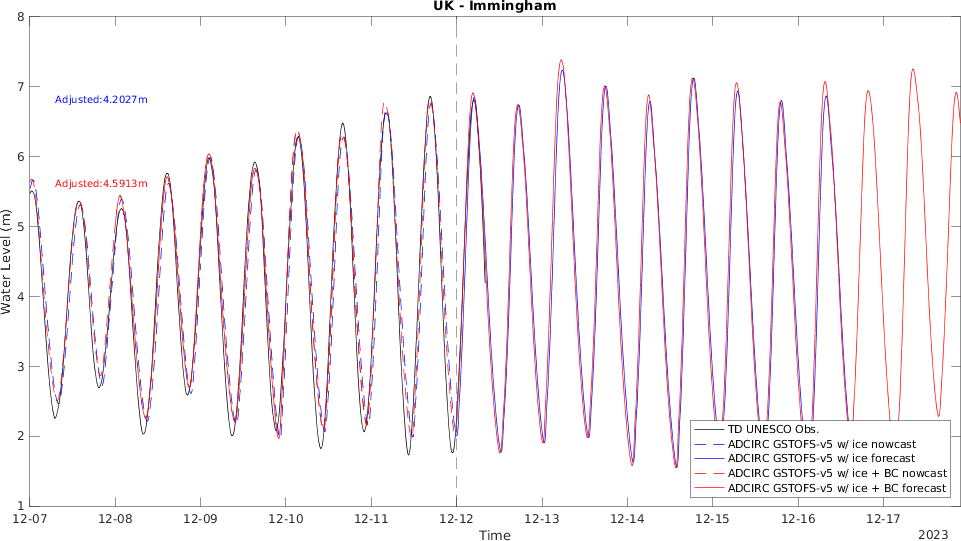 UK - Immingham
8
7
6
5
4
3
2
1
Water Level (m)
Adjusted:4.2027m
Adjusted:4.5913m
TD UNESCO Obs.
ADCIRC GSTOFS-v5 w/ ice nowcast
ADCIRC GSTOFS-v5 w/ ice forecast
ADCIRC GSTOFS-v5 w/ ice + BC nowcast
ADCIRC GSTOFS-v5 w/ ice + BC forecast
12-07 12-08 12-09 12-10 12-11 12-12 12-13 12-14 12-15 12-16 12-17
Time
2023